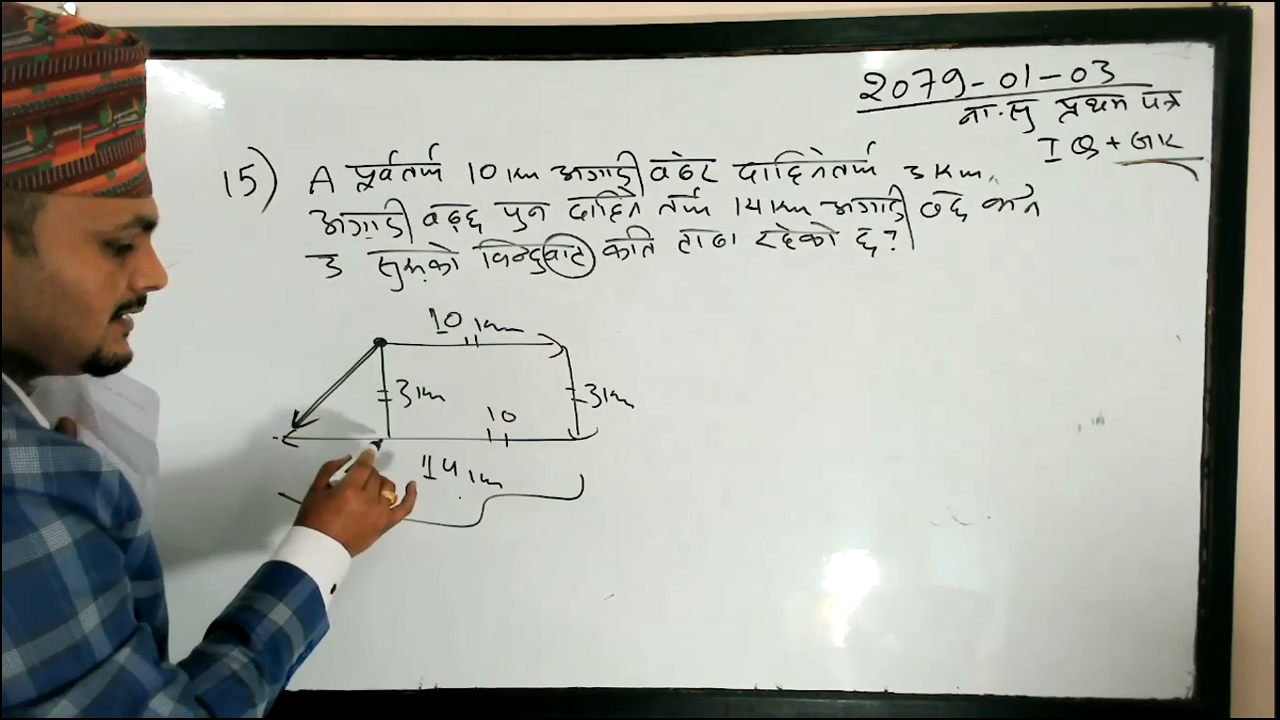 2079-01-03
ना.सु प्रथम पत्र
IQ + GK
15) A पूर्वतर्फ 10 km अगाडी बढेर दाहिनेतर्फ 3 km.
अगाडी बढ्छ पुन दाहिने तर्फ 14 km अगाडी बढ्छ भने
ऊ सुरुको विन्दुबाट कति टाढा रहेको छ ?
10 km
3 km
3 km
10
14 km